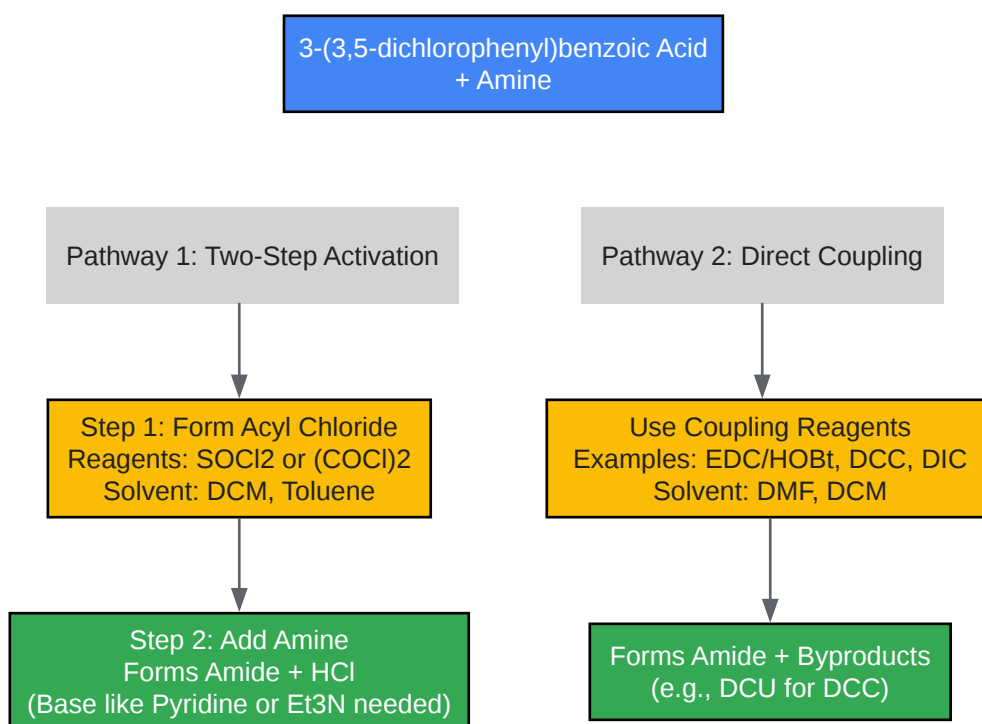 3-(3,5-dichlorophenyl)benzoic Acid
+ Amine
Pathway 1: Two-Step Activation
Pathway 2: Direct Coupling
Step 1: Form Acyl Chloride
Reagents: SOCl2 or (COCl)2
Solvent: DCM, Toluene
Use Coupling Reagents
Examples: EDC/HOBt, DCC, DIC
Solvent: DMF, DCM
Step 2: Add Amine
Forms Amide + HCl
(Base like Pyridine or Et3N needed)
Forms Amide + Byproducts
(e.g., DCU for DCC)